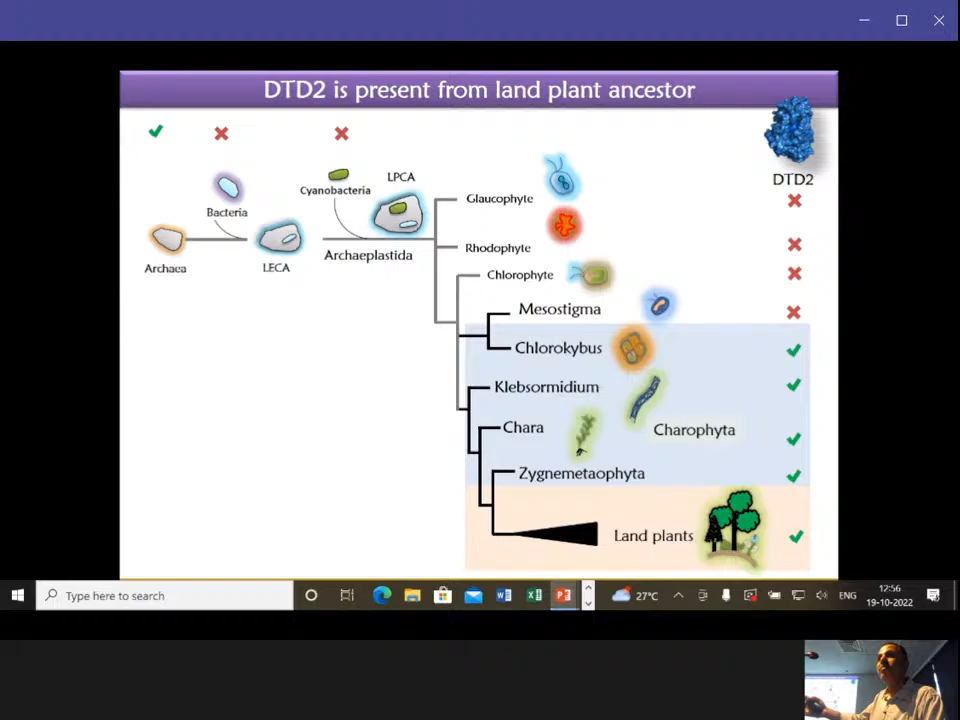 DTD2 is present from land plant ancestor
DTD2
LPCA
Cyanobacteria
Bacteria
Glaucophyte
Rhodophyte
Archaeplastida
Archaea
LECA
Chlorophyte
Mesostigma
Chlorokybus
Klebsormidium
Chara
Charophyta
Zygnemetaophyta
Land plants
Type here to search
27°C
ENG
12:56
19-10-2022